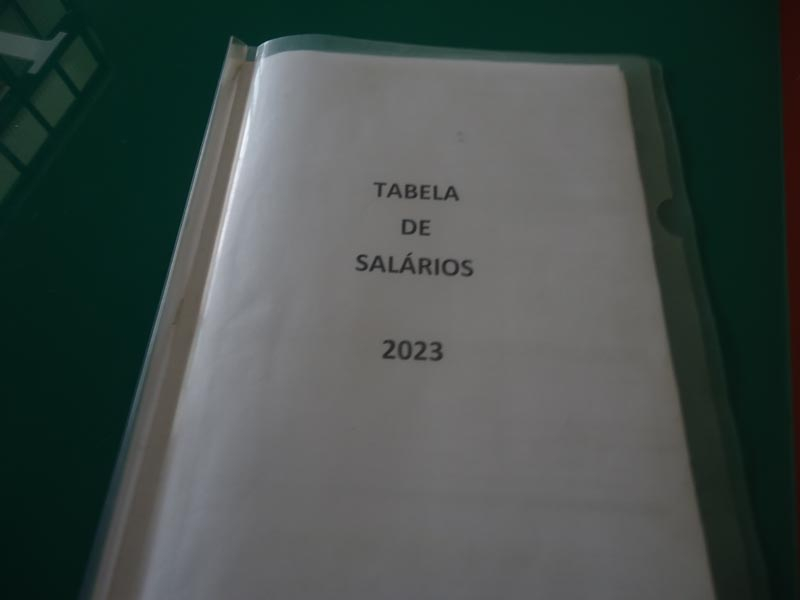 TABELA
DE
SALÁRIOS
2023